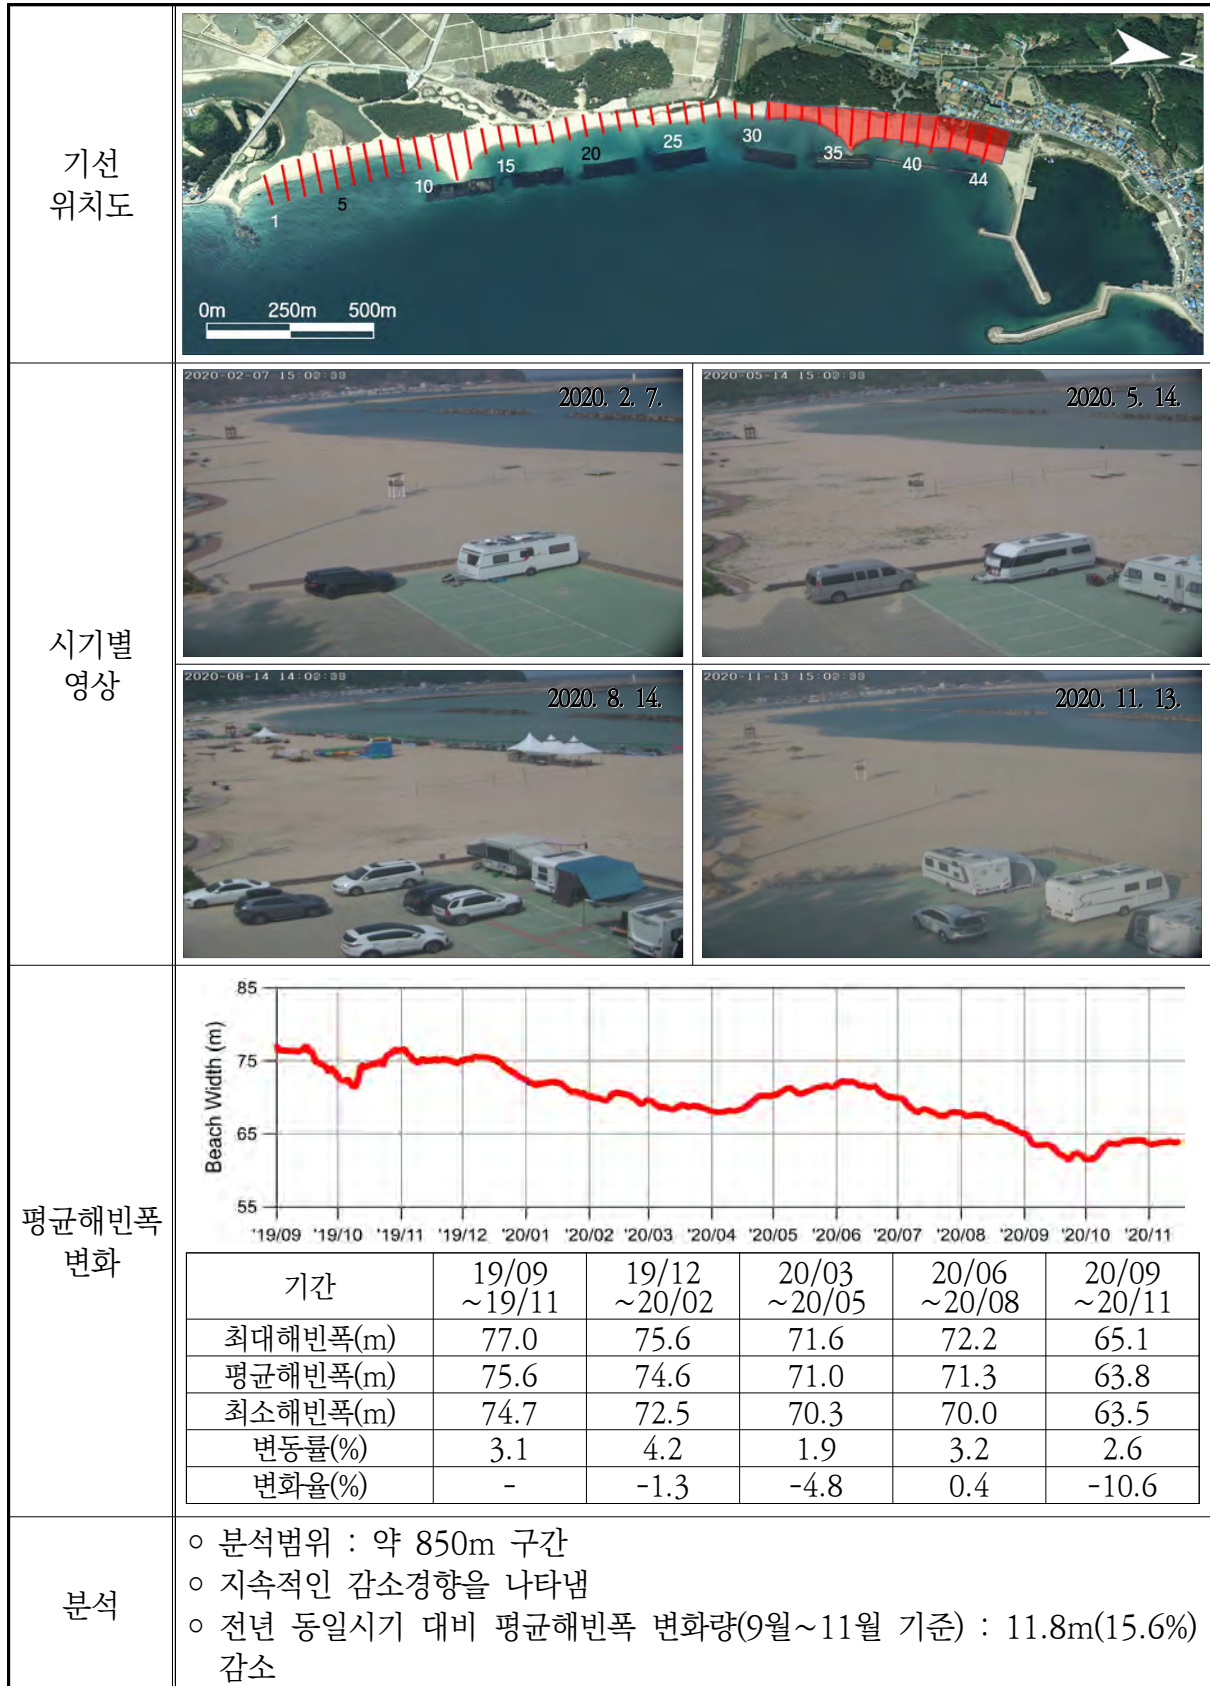 기선
위치도
N
1
5
10
15
20
25
30
35
40
44
0m 250m 500m
시기별
영상
2020-02-07 15:00:38
2020. 2. 7.
2020-05-14 15:00:38
2020. 5. 14.
2020-08-14 14:00:38
2020. 8. 14.
2020-11-13 15:00:38
2020. 11. 13.
평균해빈폭
변화
Beach Width (m)
85
75
65
55
'19/09 '19/10 '19/11 '19/12 '20/01 '20/02 '20/03 '20/04 '20/05 '20/06 '20/07 '20/08 '20/09 '20/10 '20/11
기간 19/09 ~19/11 19/12 ~20/02 20/03 ~20/05 20/06 ~20/08 20/09 ~20/11
최대해빈폭(m) 77.0 75.6 71.6 72.2 65.1
평균해빈폭(m) 75.6 74.6 71.0 71.3 63.8
최소해빈폭(m) 74.7 72.5 70.3 70.0 63.5
변동률(%) 3.1 4.2 1.9 3.2 2.6
변화율(%) - -1.3 -4.8 0.4 -10.6
분석
○ 분석범위 : 약 850m 구간
○ 지속적인 감소경향을 나타냄
○ 전년 동일시기 대비 평균해빈폭 변화량(9월~11월 기준) : 11.8m(15.6%)
감소